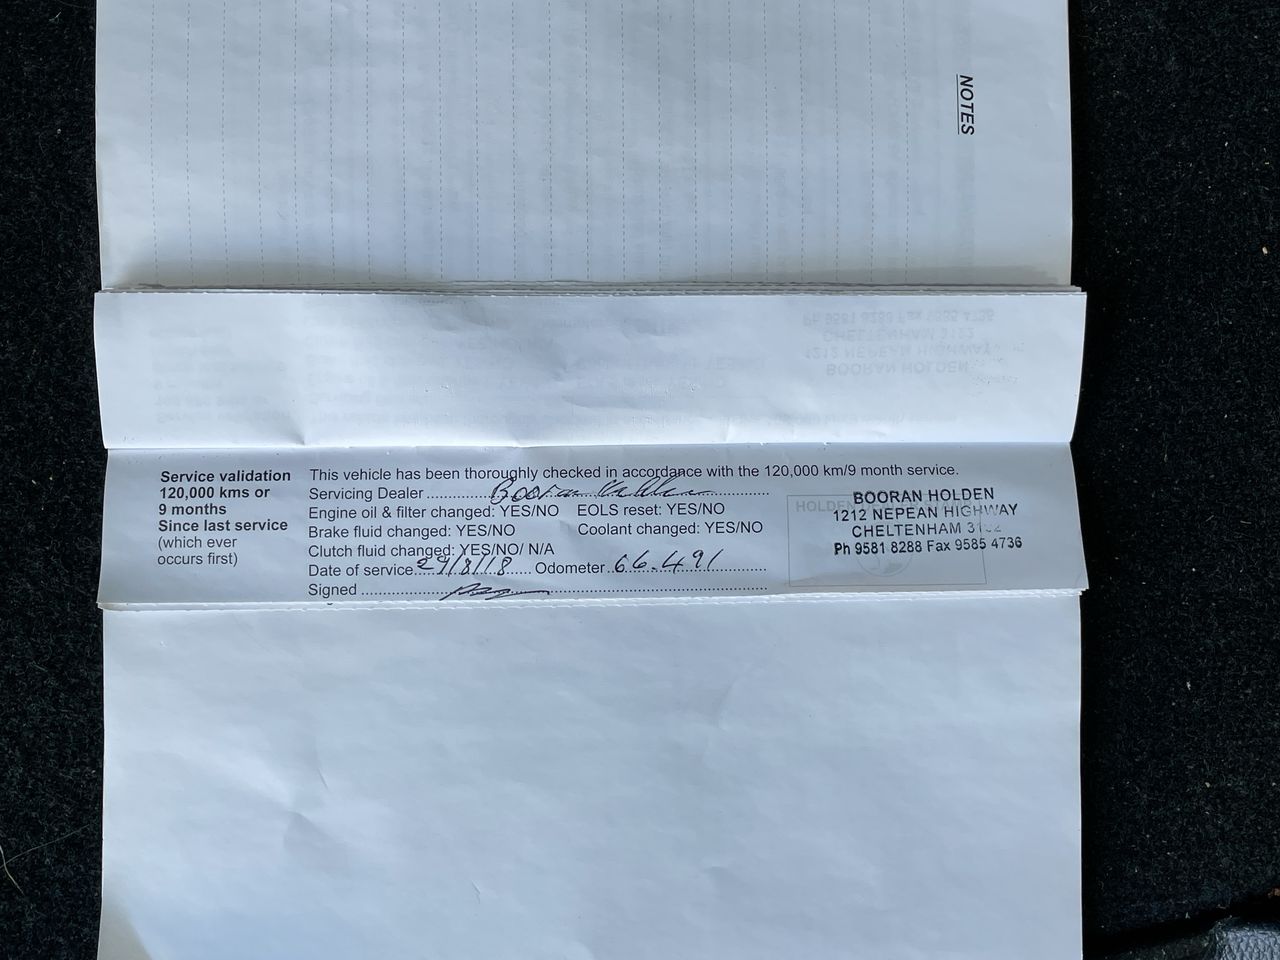 NOTES
Service validation
120,000 kms or
9 months
Since last service
(which ever
occurs first)
This vehicle has been thoroughly checked in accordance with the 120,000 km/9 month service.
Servicing Dealer Booran Holden
Engine oil & filter changed: YES/NO EOLS reset: YES/NO
Brake fluid changed: YES/NO Coolant changed: YES/NO
Clutch fluid changed: YES/NO/ N/A
Date of service 29/8/18 Odometer 66.491
Signed
HOLDEN
BOORAN HOLDEN
1212 NEPEAN HIGHWAY
CHELTENHAM
Ph 9581 8288 Fax 9585 4736